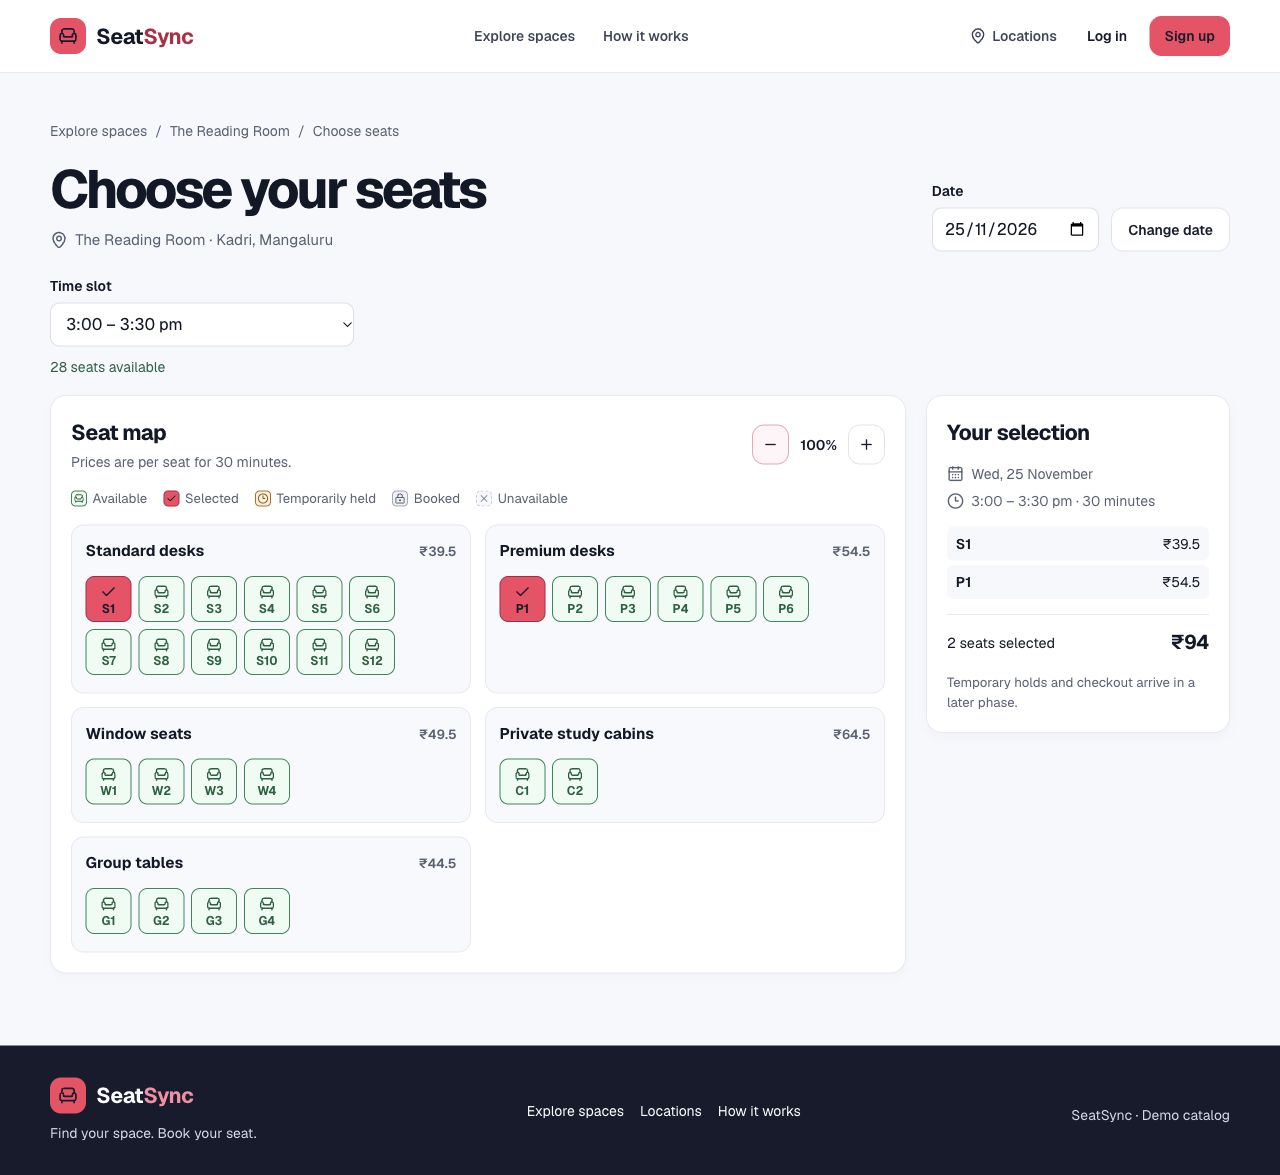 SeatSync
Explore spaces
How it works
Locations
Log in
Sign up
Explore spaces / The Reading Room / Choose seats
Choose your seats
The Reading Room · Kadri, Mangaluru
Date
25/11/2026
Change date
Time slot
3:00 – 3:30 pm
28 seats available
Seat map
Prices are per seat for 30 minutes.
− 100% +
Available
Selected
Temporarily held
Booked
Unavailable
Standard desks ₹39.5
S1 S2 S3 S4 S5 S6
S7 S8 S9 S10 S11 S12
Premium desks ₹54.5
P1 P2 P3 P4 P5 P6
Window seats ₹49.5
W1 W2 W3 W4
Private study cabins ₹64.5
C1 C2
Group tables ₹44.5
G1 G2 G3 G4
Your selection
Wed, 25 November
3:00 – 3:30 pm · 30 minutes
S1 ₹39.5
P1 ₹54.5
2 seats selected ₹94
Temporary holds and checkout arrive in a
later phase.
SeatSync
Find your space. Book your seat.
Explore spaces
Locations
How it works
SeatSync · Demo catalog